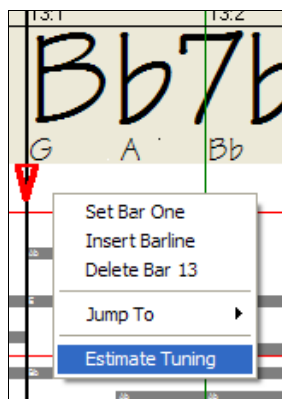 13:1 13:2
Bb7b
G A Bb
Set Bar One
Insert Barline
Delete Bar 13
Jump To
Estimate Tuning